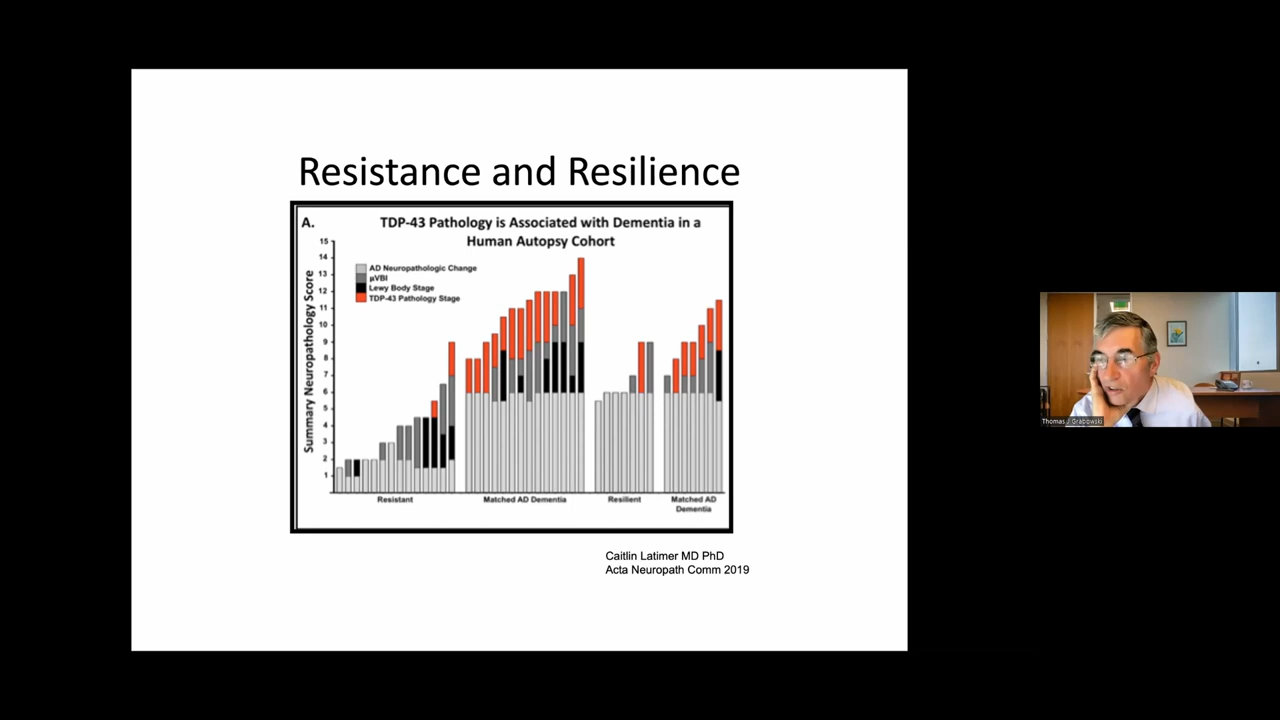 Resistance and Resilience
A.
TDP-43 Pathology is Associated with Dementia in a
Human Autopsy Cohort
Summary Neuropathology Score
15
14
13
12
11
10
9
8
7
6
5
4
3
2
1
AD Neuropathologic Change
µVBI
Lewy Body Stage
TDP-43 Pathology Stage
Resistant
Matched AD Dementia
Resilient
Matched AD
Dementia
Caitlin Latimer MD PhD
Acta Neuropath Comm 2019
Thomas J Grabowski